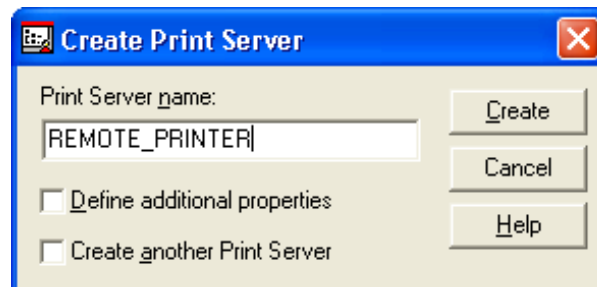 Create Print Server
Print Server name:
REMOTE_PRINTER
Define additional properties
Create another Print Server
Create
Cancel
Help